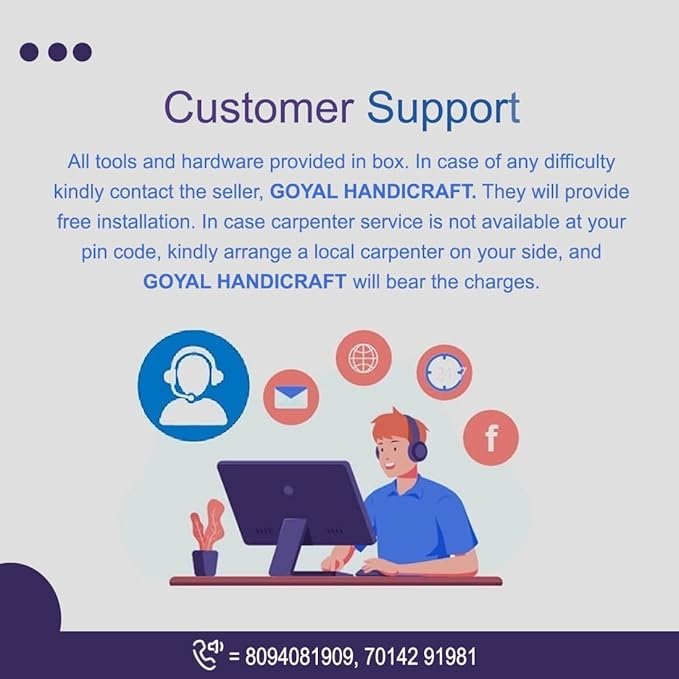 Customer Support
All tools and hardware provided in box. In case of any difficulty
kindly contact the seller, GOYAL HANDICRAFT. They will provide
free installation. In case carpenter service is not available at your
pin code, kindly arrange a local carpenter on your side, and
GOYAL HANDICRAFT will bear the charges.
24 7
f
= 8094081909, 70142 91981